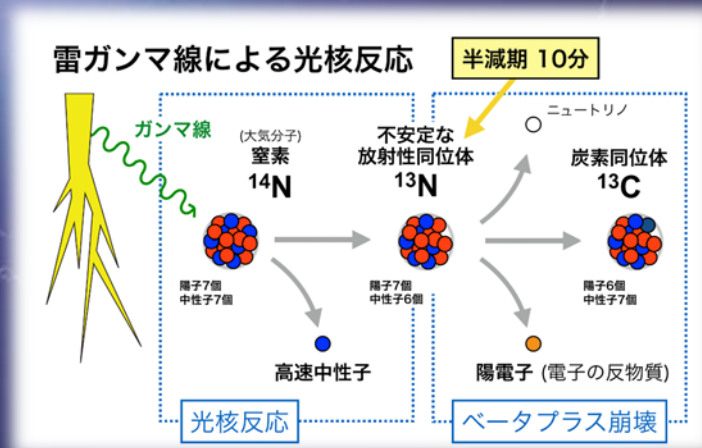 雷ガンマ線による光核反応
半減期 10分
ガンマ線
(大気分子)
窒素
14N
不安定な
放射性同位体
13N
ニュートリノ
炭素同位体
13C
陽子7個
中性子7個
陽子7個
中性子6個
陽子6個
中性子7個
高速中性子
陽電子 (電子の反物質)
光核反応
ベータプラス崩壊